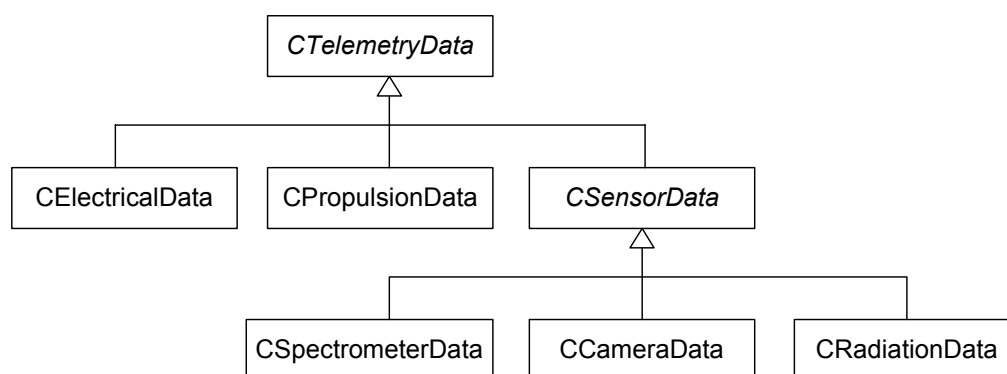 CTelemetryData
CElectricalData
CPropulsionData
CSensorData
CSpectrometerData
CCameraData
CRadiationData